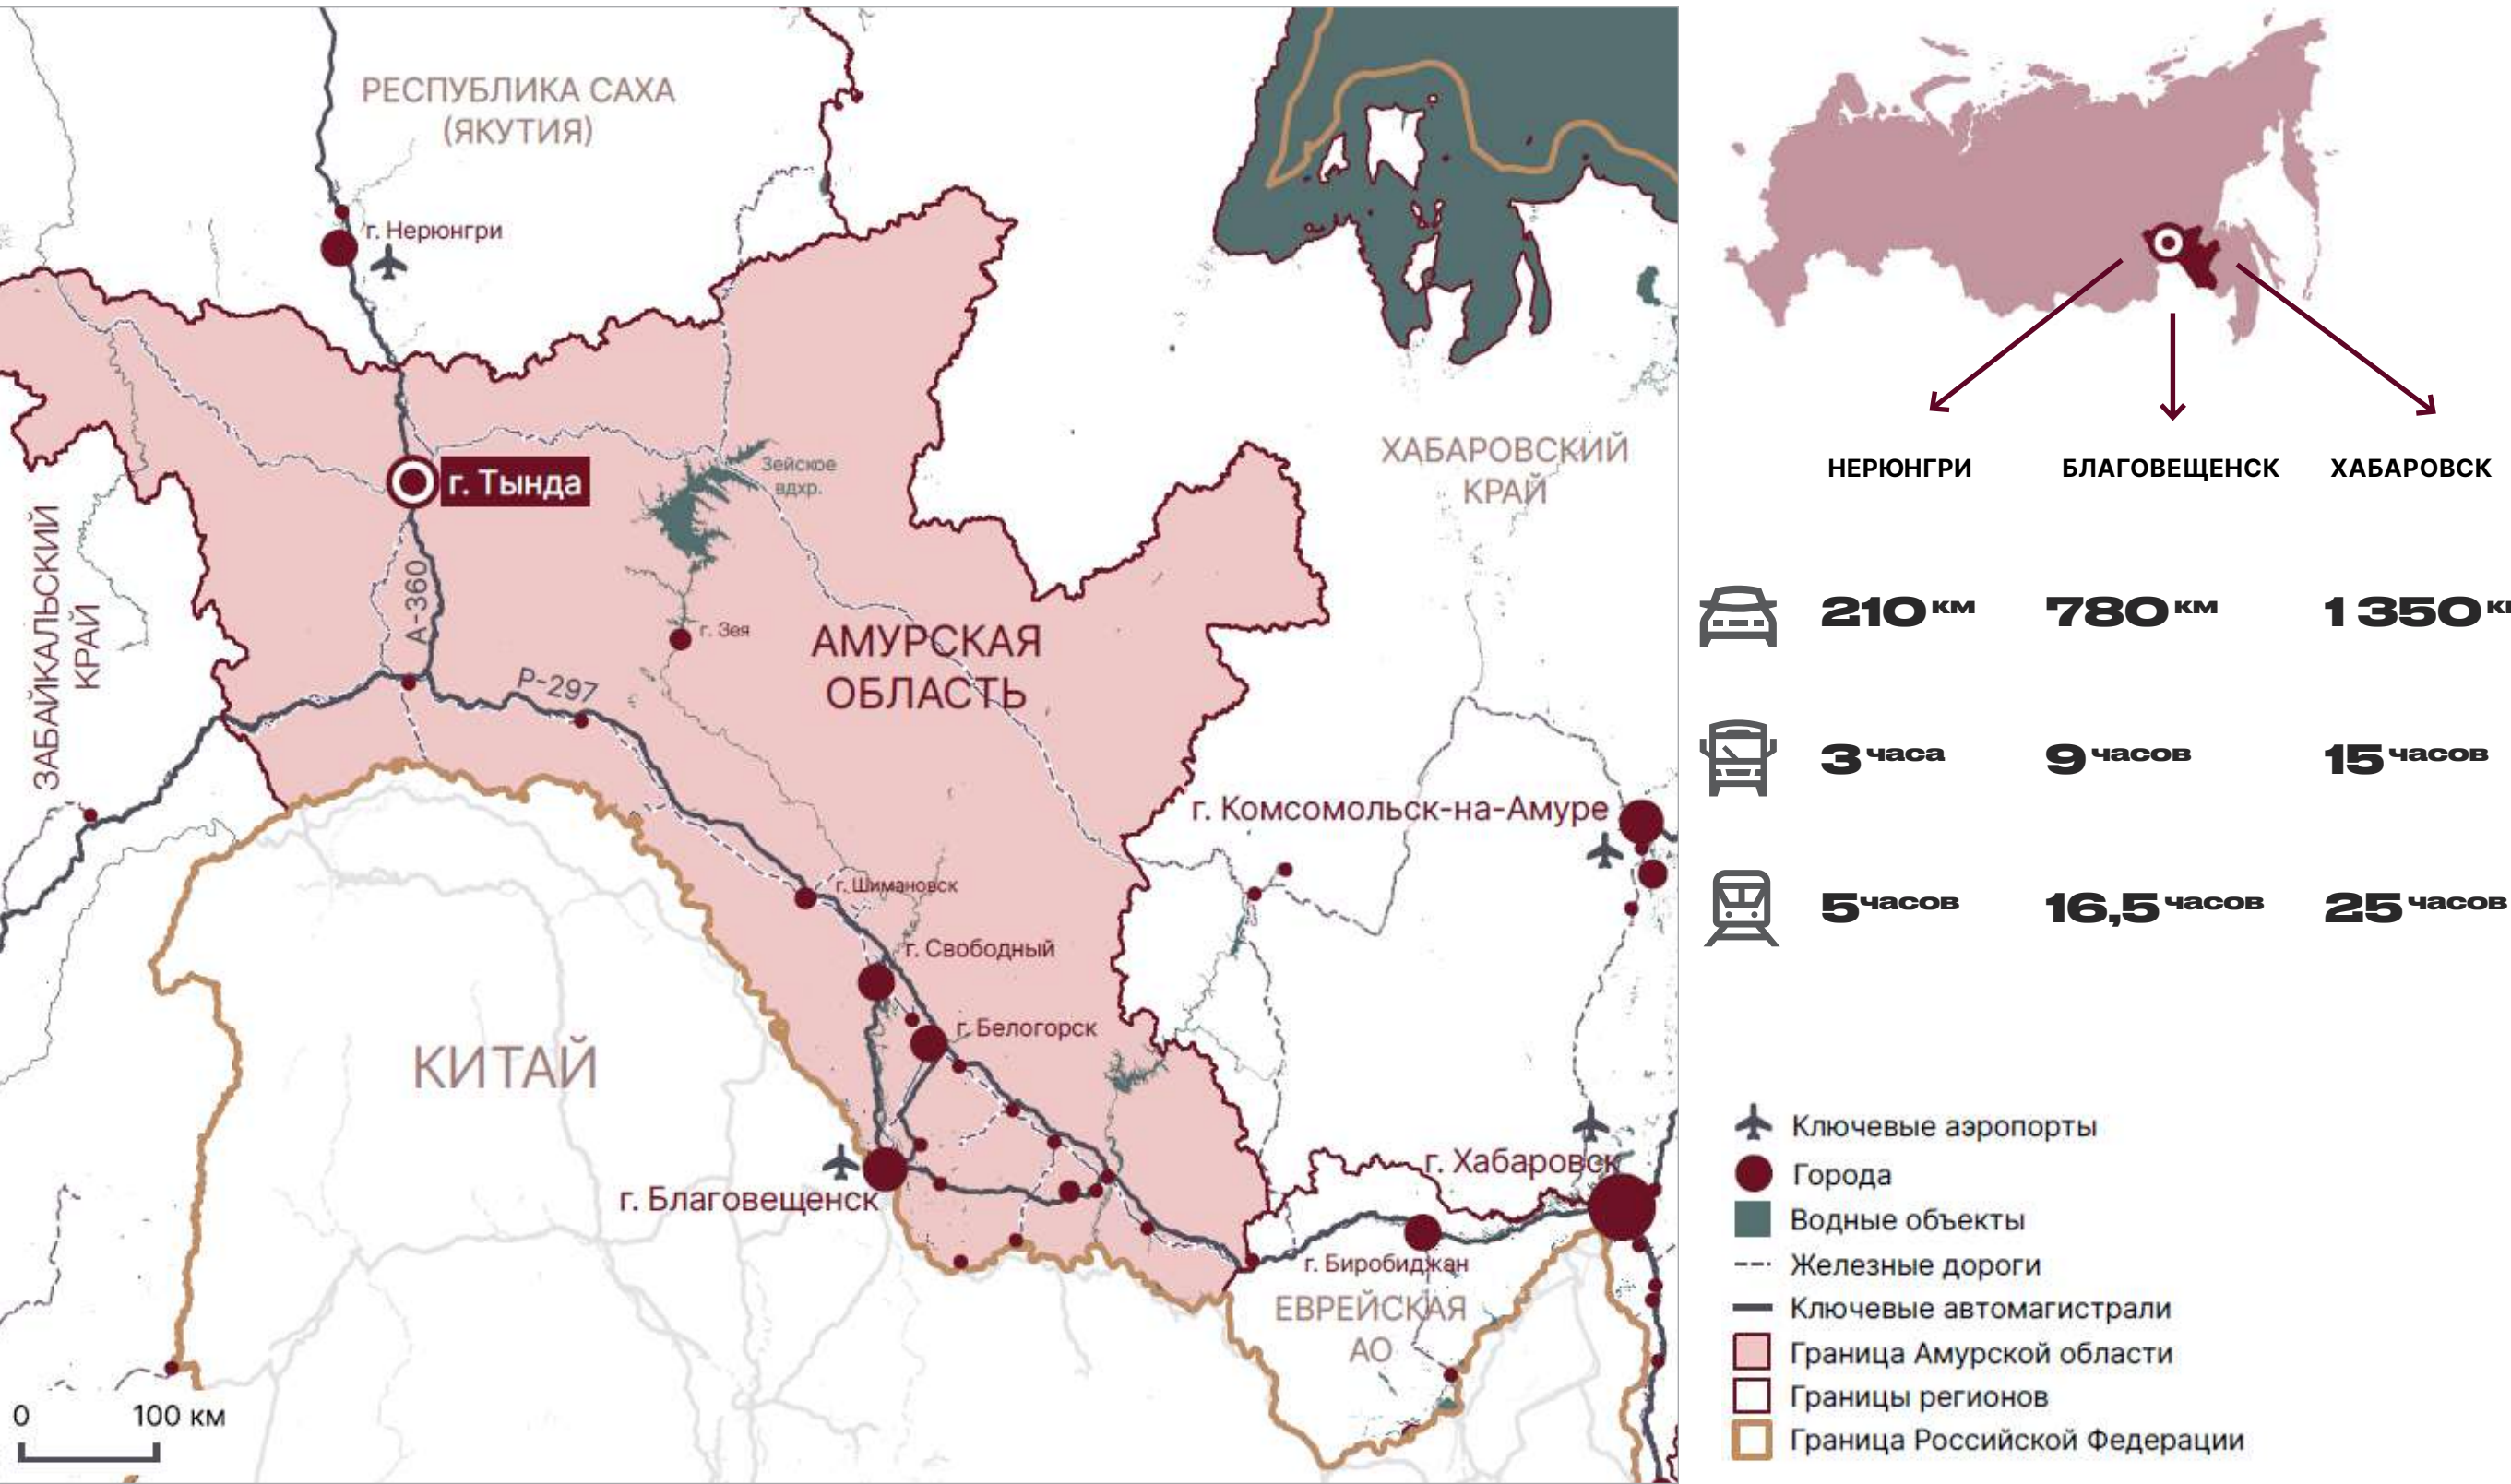 РЕСПУБЛИКА САХА
(ЯКУТИЯ)
г. Нерюнгри
г. Тында
Зейское
вдхр.
ХАБАРОВСКИЙ
КРАЙ
ЗАБАЙКАЛЬСКИЙ
КРАЙ
А-360
г. Зея
АМУРСКАЯ
ОБЛАСТЬ
Р-297
г. Комсомольск-на-Амуре
г. Шимановск
г. Свободный
г. Белогорск
КИТАЙ
г. Благовещенск
г. Хабаровск
г. Биробиджан
ЕВРЕЙСКАЯ
АО
0 100 км
НЕРЮНГРИ БЛАГОВЕЩЕНСК ХАБАРОВСК
210 км 780 км 1 350 км
3 часа 9 часов 15 часов
5 часов 16,5 часов 25 часов
Ключевые аэропорты
Города
Водные объекты
Железные дороги
Ключевые автомагистрали
Граница Амурской области
Границы регионов
Граница Российской Федерации